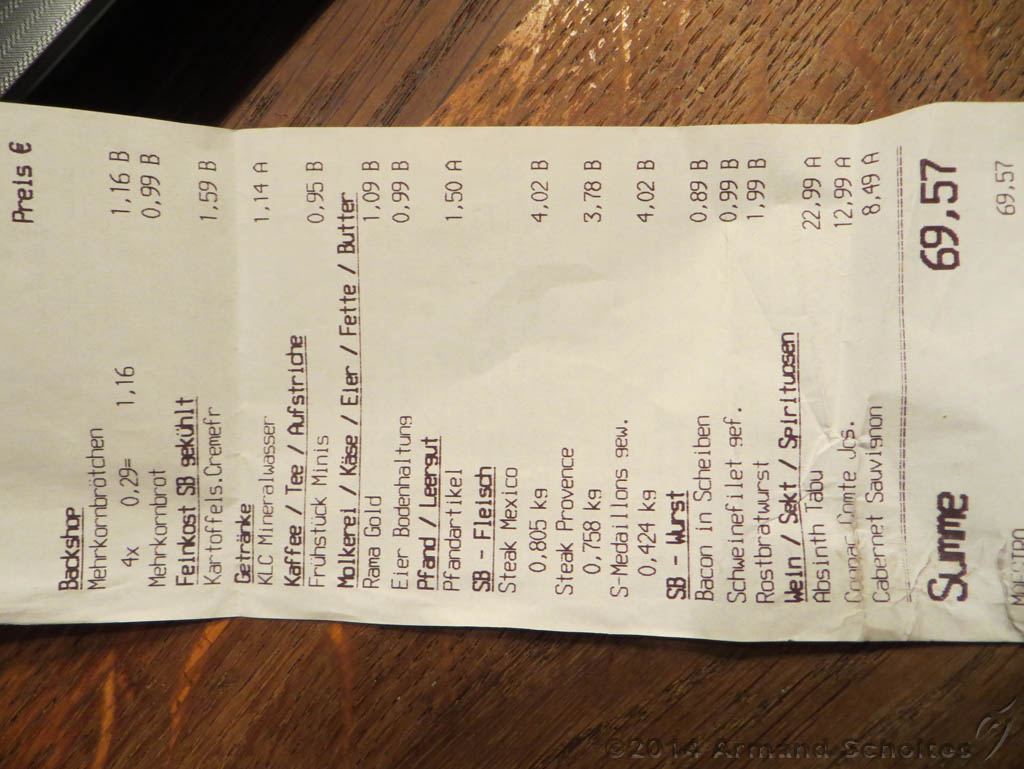 Preis €
Backshop
Mehrkornbrötchen 1,16 B
4x 0,29= 1,16
Mehrkornbrot 0,99 B
Feinkost SB gekühlt
Kartoffels.Cremefr 1,59 B
Getränke
KLC Mineralwasser 1,14 A
Kaffee / Tee / Aufstriche
Frühstück Minis 0,95 B
Molkerei / Käse / Eier / Fette / Butter
Rama Gold 1,09 B
Eier Bodenhaltung 0,99 B
Pfand / Leergut
Pfandartikel 1,50 A
SB - Fleisch
Steak Mexico 4,02 B
0,805 kg
Steak Provence 3,78 B
0,758 kg
S-Medaillons gew. 4,02 B
0,424 kg
SB - Wurst
Bacon in Scheiben 0,89 B
Schweinefilet gef. 0,99 B
Rostbratwurst 1,99 B
Wein / Sekt / Spirituosen
Absinth Tabu 22,99 A
Comte Jcs. 12,99 A
Cabernet Sauvignon 8,49 A
Summe 69,57
MAESTRO 69,57
©2014 Armand Scholtes